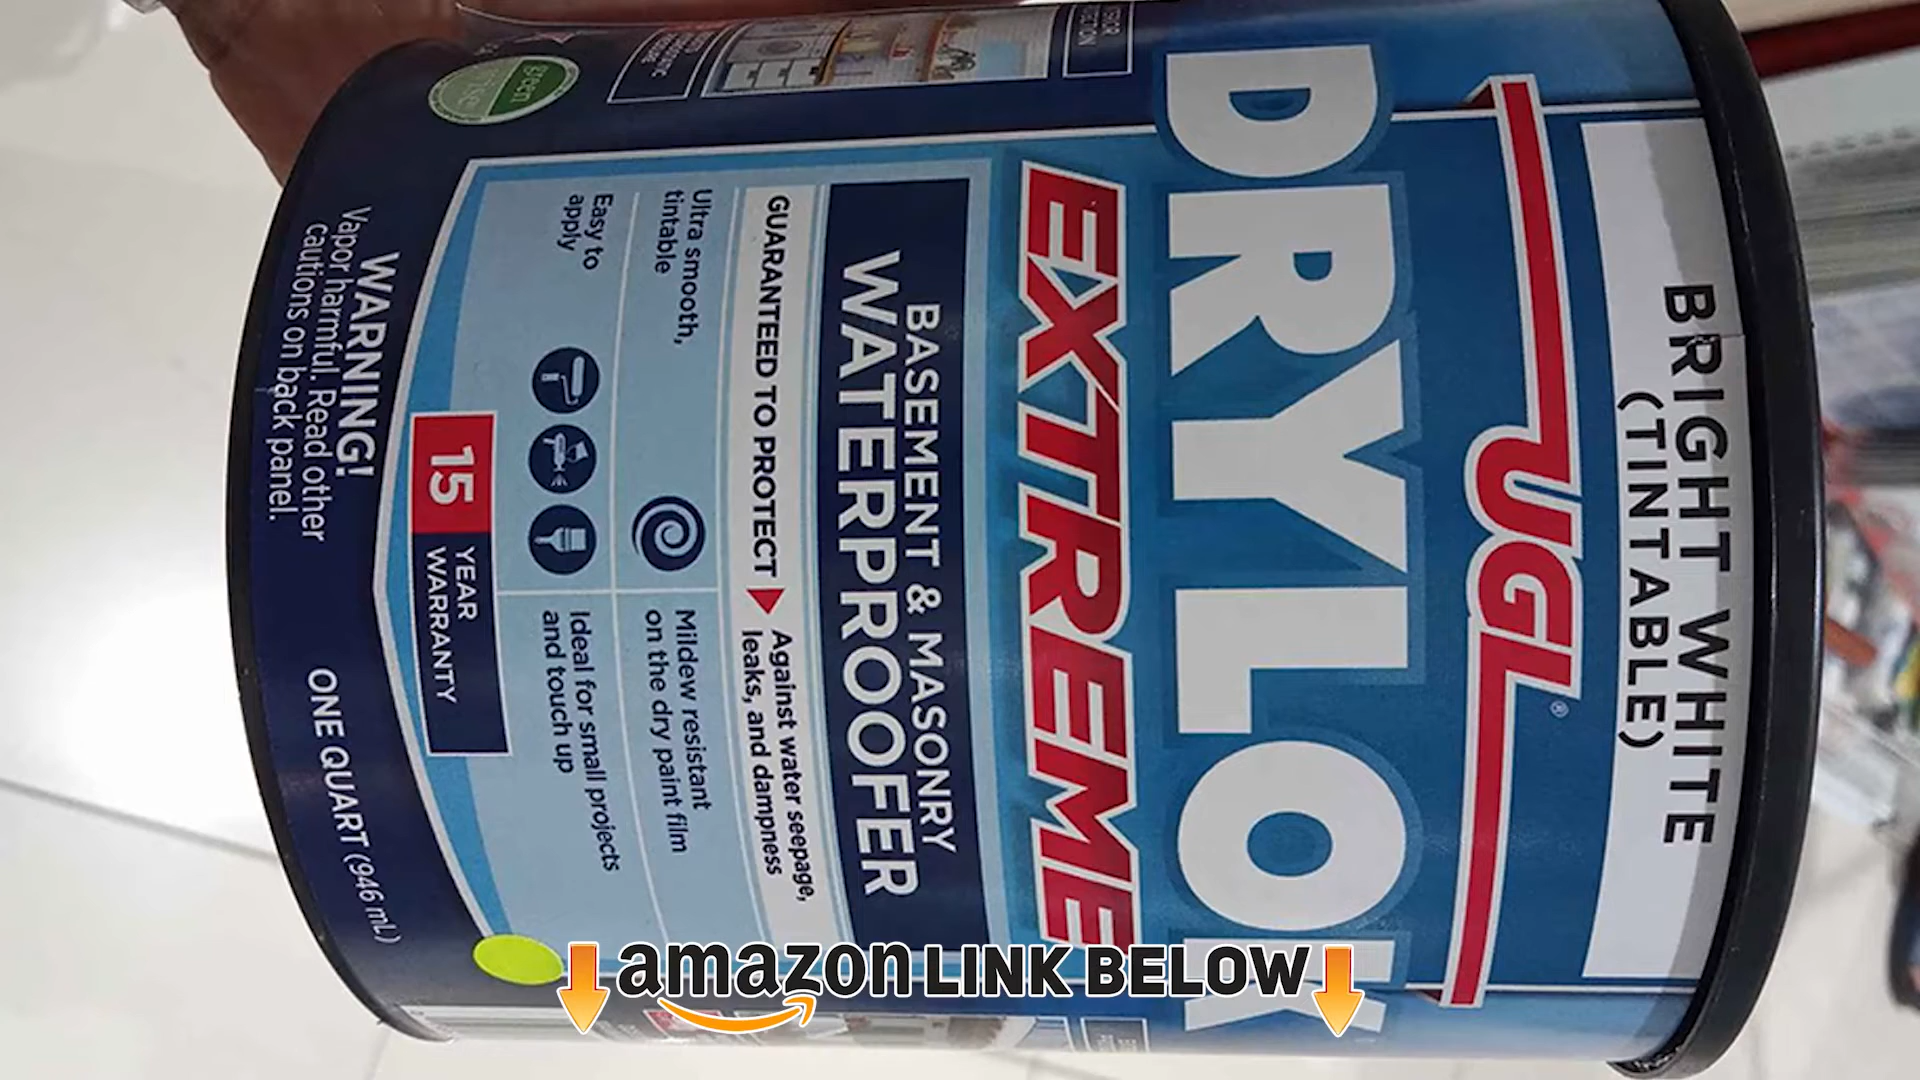 BRIGHT WHITE
(TINTABLE)
UGL®
DRYLOK
EXTREME
BASEMENT & MASONRY
WATERPROOFER
GUARANTEED TO PROTECT
Against water seepage,
leaks, and dampness
Ultra smooth,
tintable
Mildew resistant
on the dry paint film
Easy to
apply
Ideal for small projects
and touch up
15
YEAR
WARRANTY
WARNING!
Vapor harmful. Read other
cautions on back panel.
ONE QUART (946 mL)
green
amazon LINK BELOW